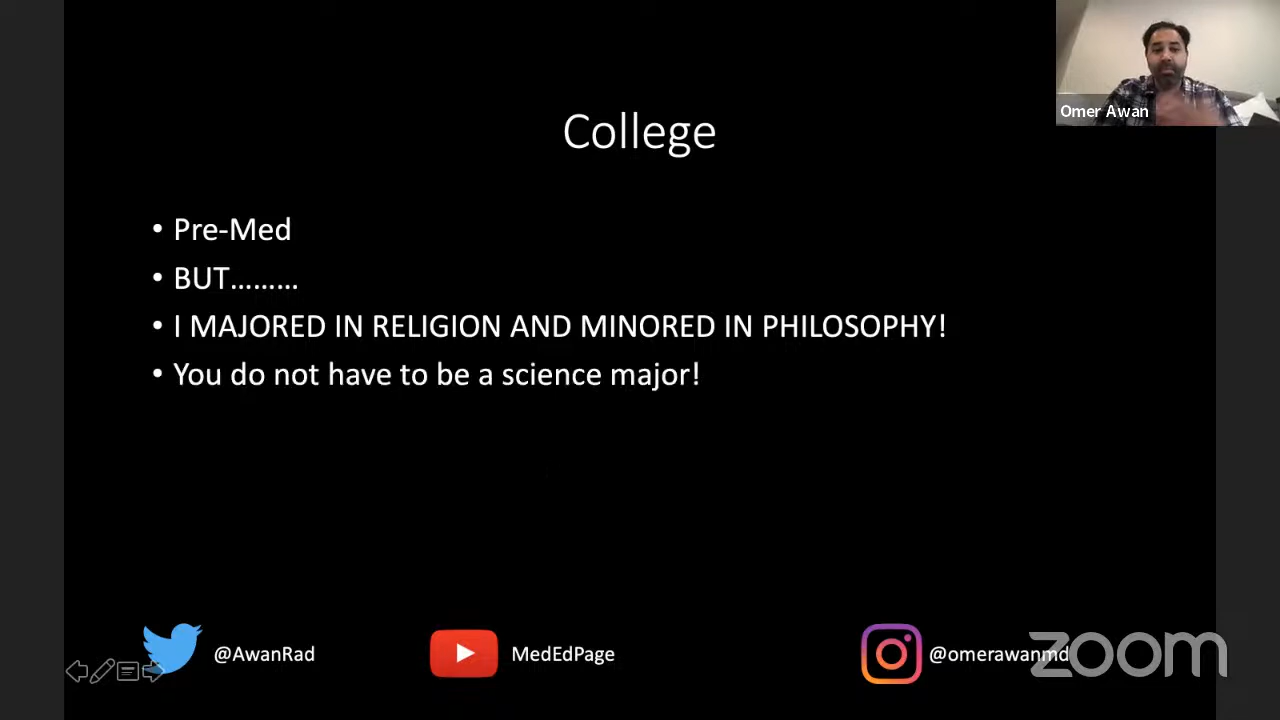 Omer Awan
College
• Pre-Med
• BUT.........
• I MAJORED IN RELIGION AND MINORED IN PHILOSOPHY!
• You do not have to be a science major!
@AwanRad
MedEdPage
@omerawanmd
zoom